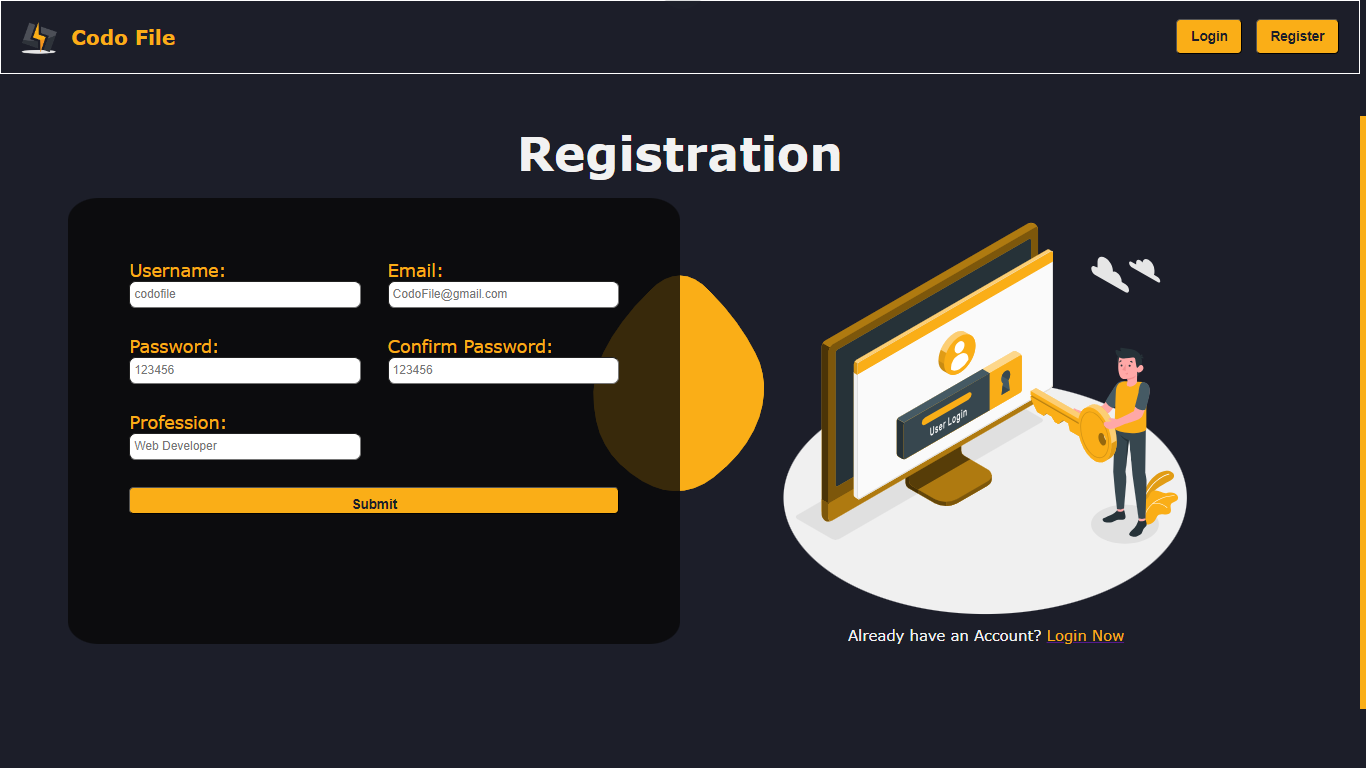 Codo File
Login
Register
Registration
Username:
Email:
codofile
CodoFile@gmail.com
Password:
Confirm Password:
123456
123456
Profession:
Web Developer
Submit
User Login
Already have an Account? Login Now